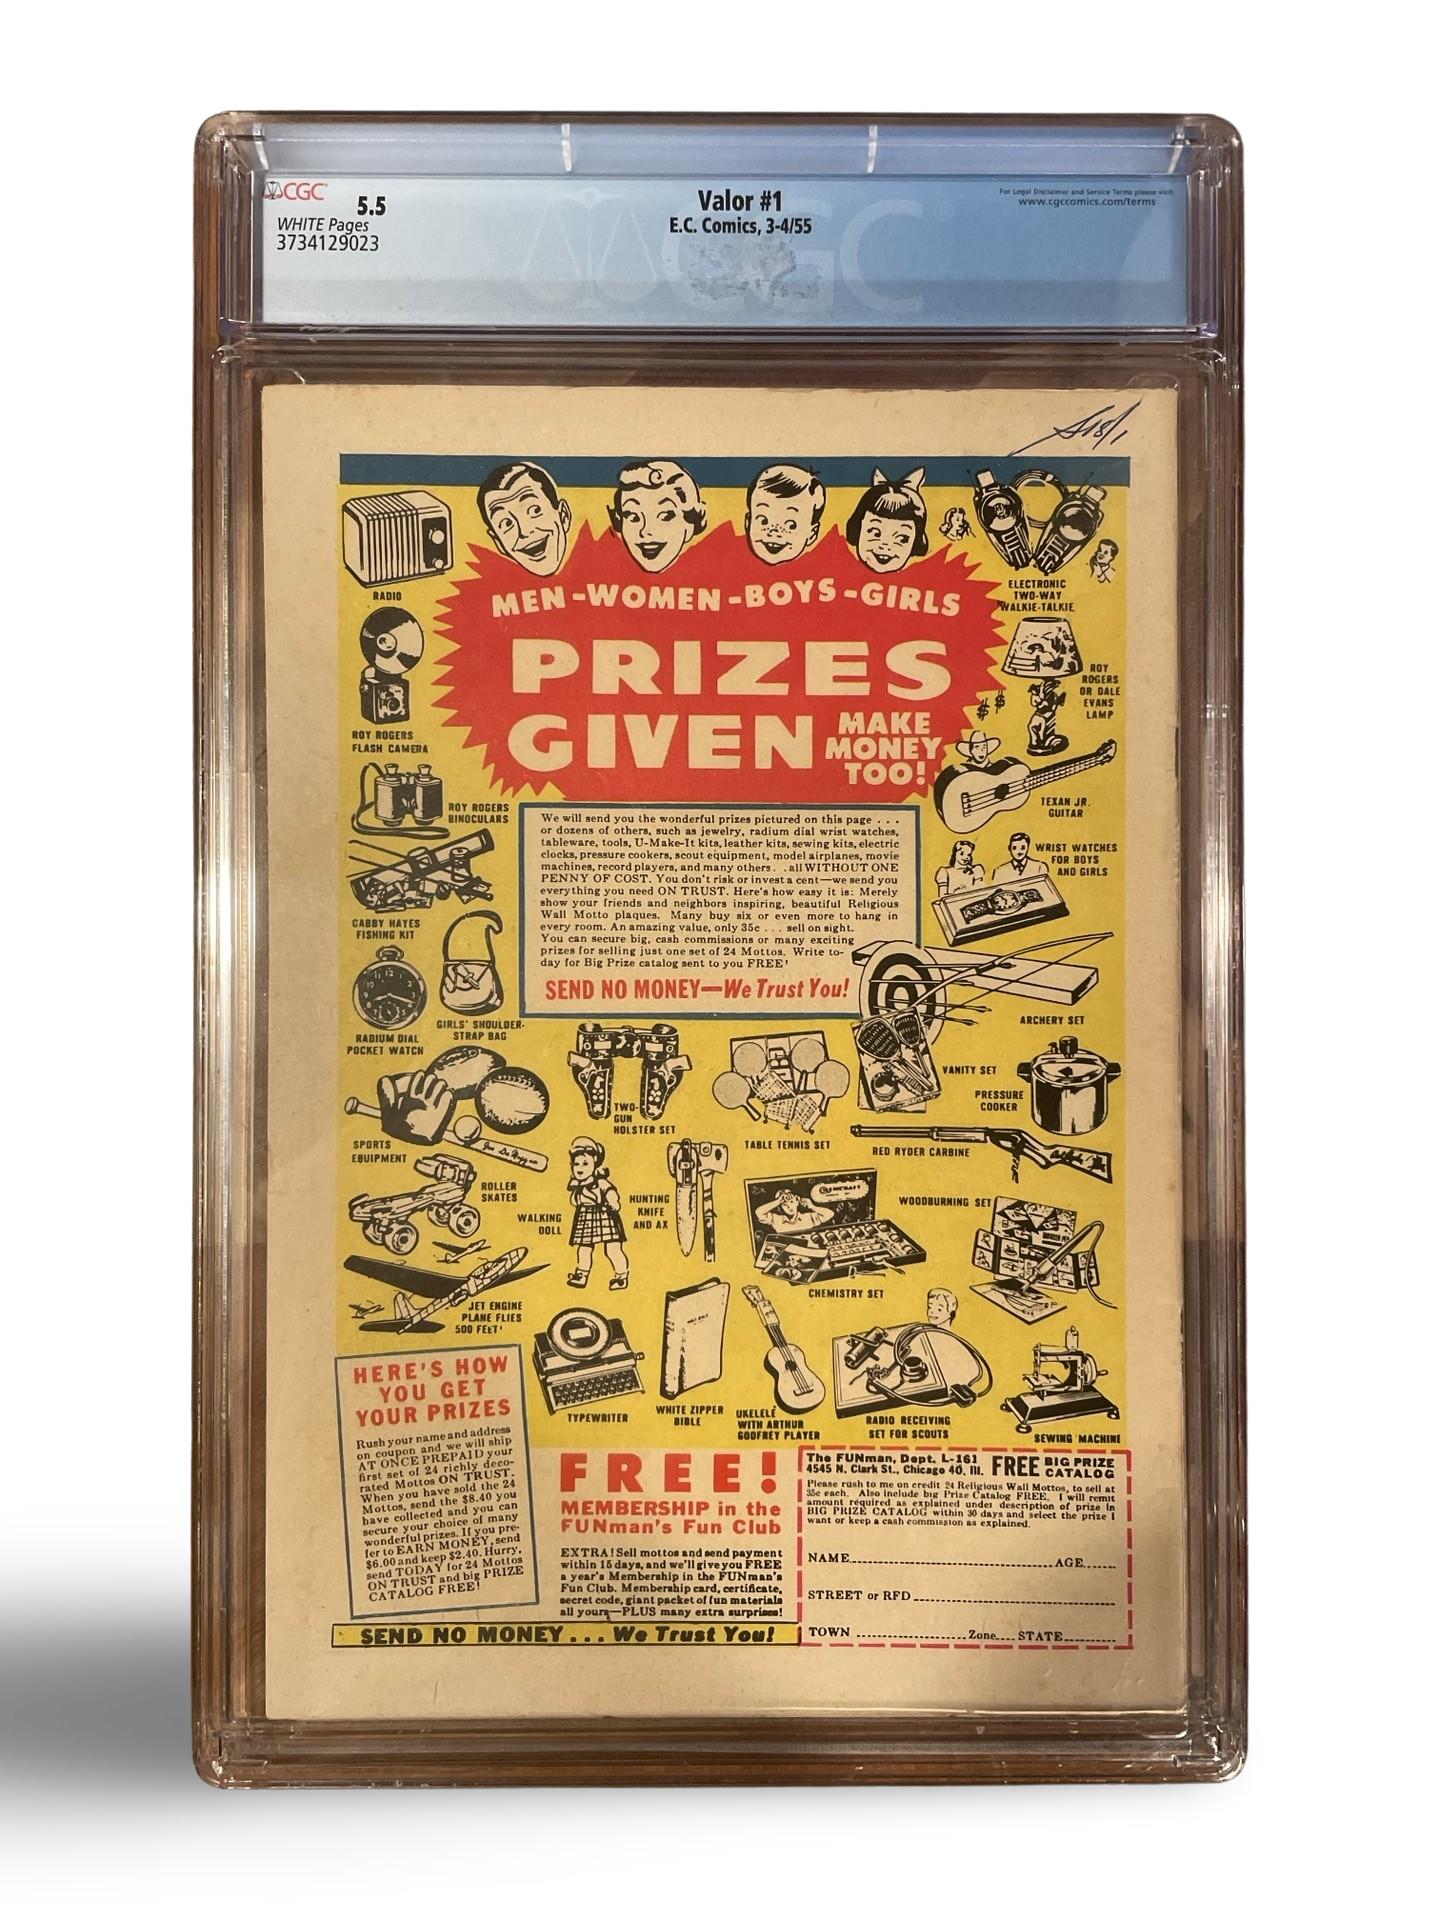 CGC
5.5
WHITE Pages
3734129023
Valor #1
E.C. Comics, 3-4/55
For Legal Disclaimer and Service Terms please visit:
www.cgccomics.com/terms
CGC
MEN-WOMEN-BOYS-GIRLS
PRIZES
GIVEN
MAKE
MONEY
TOO!
RADIO
ELECTRONIC
TWO-WAY
WALKIE-TALKIE
ROY ROGERS
FLASH CAMERA
ROY
ROGERS
OR DALE
EVANS
LAMP
ROY ROGERS
BINOCULARS
TEXAN JR.
GUITAR
We will send you the wonderful prizes pictured on this page . . .
or dozens of others, such as jewelry, radium dial wrist watches,
tableware, tools, U-Make-It kits, leather kits, sewing kits, electric
clocks, pressure cookers, scout equipment, model airplanes, movie
machines, record players, and many others. . all WITHOUT ONE
PENNY OF COST. You don't risk or invest a cent—we send you
everything you need ON TRUST. Here's how easy it is: Merely
show your friends and neighbors inspiring, beautiful Religious
Wall Motto plaques. Many buy six or even more to hang in
every room. An amazing value, only 35c . . . sell on sight.
You can secure big, cash commissions or many exciting
prizes for selling just one set of 24 Mottos. Write to-
day for Big Prize catalog sent to you FREE!
SEND NO MONEY—We Trust You!
WRIST WATCHES
FOR BOYS
AND GIRLS
GABBY HAYES
FISHING KIT
RADIUM DIAL
POCKET WATCH
GIRLS' SHOULDER-
STRAP BAG
ARCHERY SET
VANITY SET
PRESSURE
COOKER
TWO-
GUN
HOLSTER SET
TABLE TENNIS SET
RED RYDER CARBINE
SPORTS
EQUIPMENT
ROLLER
SKATES
WALKING
DOLL
HUNTING
KNIFE
AND AX
WOODBURNING SET
CHEMISTRY SET
JET ENGINE
PLANE FLIES
500 FEET!
TYPEWRITER
HOLY BIBLE
WHITE ZIPPER
BIBLE
UKELELE
WITH ARTHUR
GODFREY PLAYER
RADIO RECEIVING
SET FOR SCOUTS
SEWING MACHINE
HERE'S HOW
YOU GET
YOUR PRIZES
Rush your name and address
on coupon and we will ship
AT ONCE PREPAID your
first set of 24 richly deco-
rated Mottos ON TRUST.
When you have sold the 24
Mottos, send the $8.40 you
have collected and you can
secure your choice of many
wonderful prizes. If you pre-
fer to EARN MONEY, send
$6.00 and keep $2.40. Hurry,
send TODAY for 24 Mottos
ON TRUST and big PRIZE
CATALOG FREE!
FREE!
MEMBERSHIP in the
FUNman's Fun Club
EXTRA! Sell mottos and send payment
within 15 days, and we'll give you FREE
a year's Membership in the FUNman's
Fun Club. Membership card, certificate,
secret code, giant packet of fun materials
all yours—PLUS many extra surprises!
SEND NO MONEY . . . We Trust You!
The FUNman, Dept. L-161
4545 N. Clark St., Chicago 40, Ill.
FREE BIG PRIZE
CATALOG
Please rush to me on credit 24 Religious Wall Mottos, to sell at
35c each. Also include big Prize Catalog FREE. I will remit
amount required as explained under description of prize in
BIG PRIZE CATALOG within 30 days and select the prize I
want or keep a cash commission as explained.
NAME AGE
STREET or RFD
TOWN Zone STATE